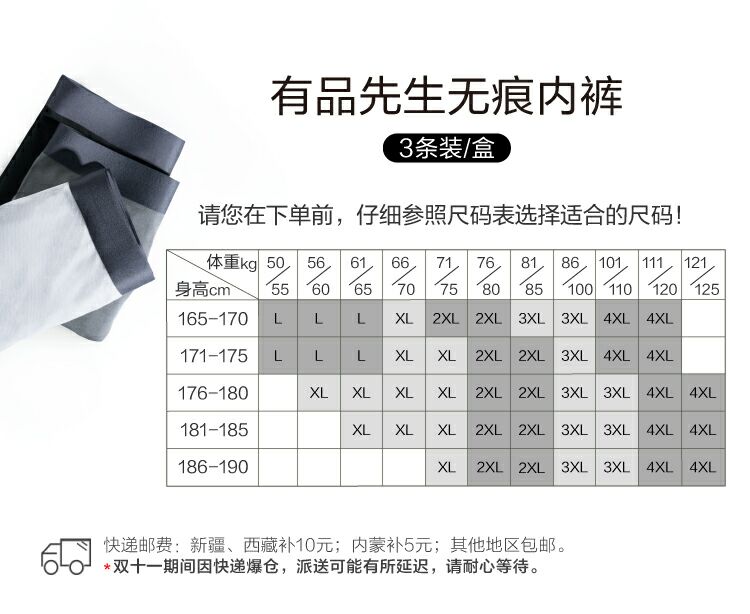 有品先生无痕内裤
3条装/盒
请您在下单前，仔细参照尺码表选择适合的尺码！
体重kg 身高cm 50/55 56/60 61/65 66/70 71/75 76/80 81/85 86/100 101/110 111/120 121/125
165-170 L L L XL 2XL 2XL 3XL 3XL 4XL 4XL
171-175 L L L XL XL 2XL 2XL 3XL 4XL 4XL
176-180 XL XL XL XL 2XL 2XL 3XL 3XL 4XL 4XL
181-185 XL XL XL 2XL 2XL 3XL 3XL 4XL 4XL
186-190 XL 2XL 2XL 3XL 3XL 4XL 4XL
快递邮费：新疆、西藏补10元；内蒙补5元；其他地区包邮。
*双十一期间因快递爆仓，派送可能有所延迟，请耐心等待。